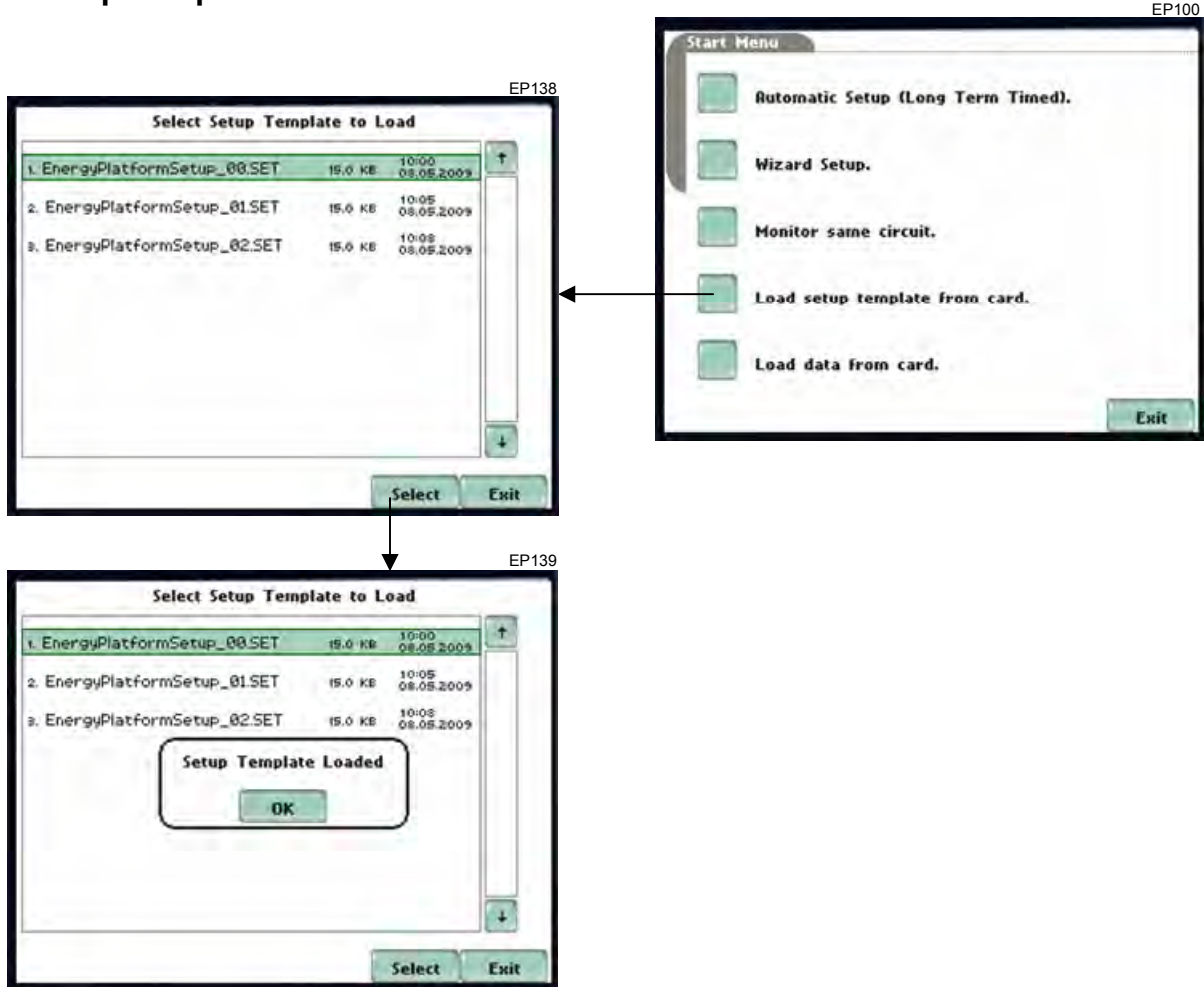 EP100
Start Menu
Automatic Setup (Long Term Timed).
Wizard Setup.
Monitor same circuit.
Load setup template from card.
Load data from card.
Exit
EP138
Select Setup Template to Load
1. EnergyPlatformSetup_00.SET 15.0 KB 10:00 08.05.2009
2. EnergyPlatformSetup_01.SET 15.0 KB 10:05 08.05.2009
3. EnergyPlatformSetup_02.SET 15.0 KB 10:08 08.05.2009
Select Exit
EP139
Select Setup Template to Load
1. EnergyPlatformSetup_00.SET 15.0 KB 10:00 08.05.2009
2. EnergyPlatformSetup_01.SET 15.0 KB 10:05 08.05.2009
3. EnergyPlatformSetup_02.SET 15.0 KB 10:08 08.05.2009
Setup Template Loaded
OK
Select Exit